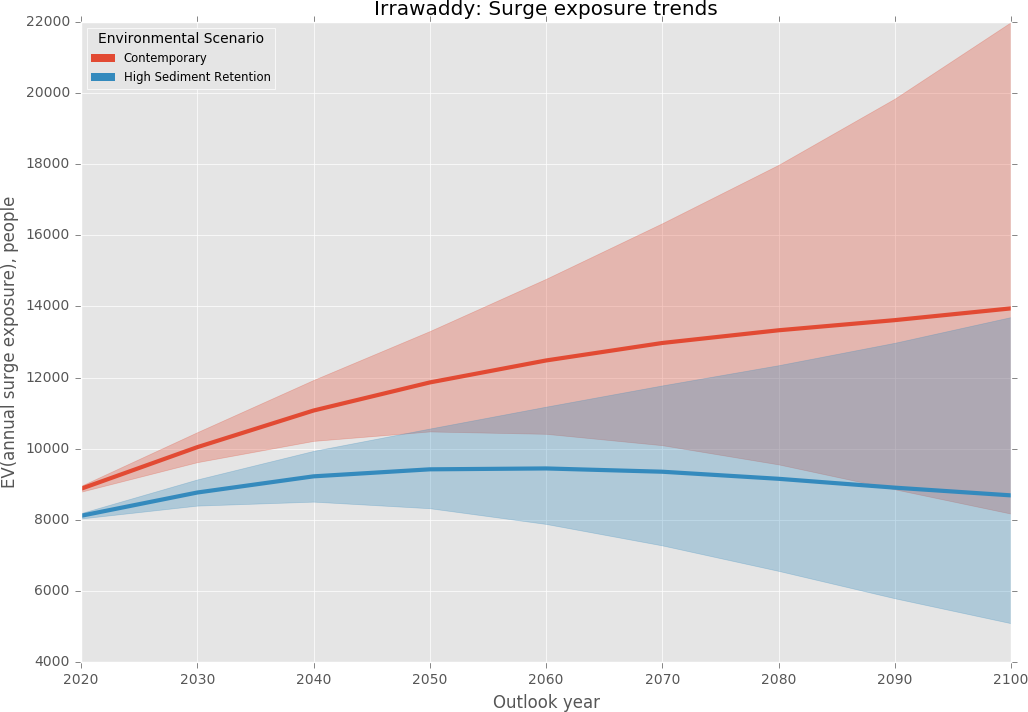 Irrawaddy: Surge exposure trends
Environmental Scenario
Contemporary
High Sediment Retention
EV(annual surge exposure), people
22000
20000
18000
16000
14000
12000
10000
8000
6000
4000
2020 2030 2040 2050 2060 2070 2080 2090 2100
Outlook year